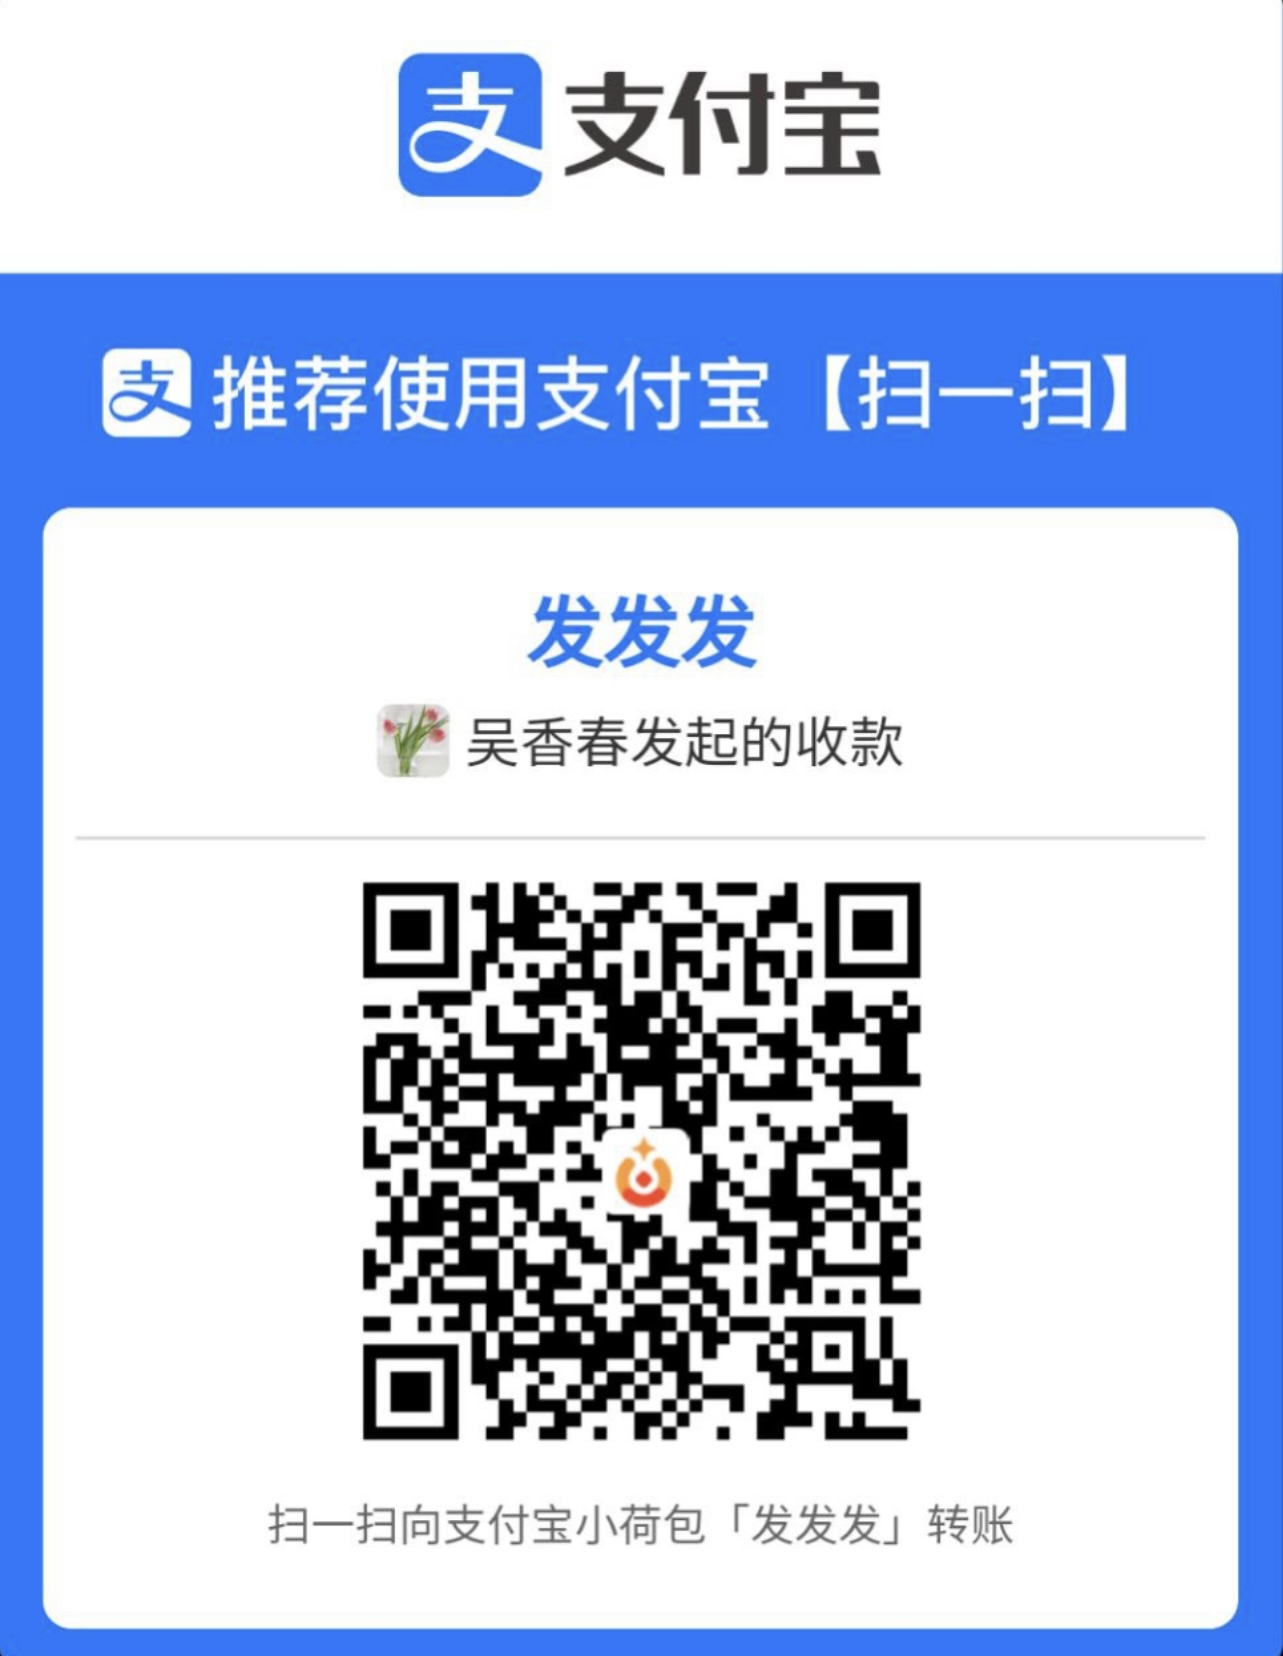 支付宝
推荐使用支付宝【扫一扫】
发发发
吴香春发起的收款
扫一扫向支付宝小荷包「发发发」转账